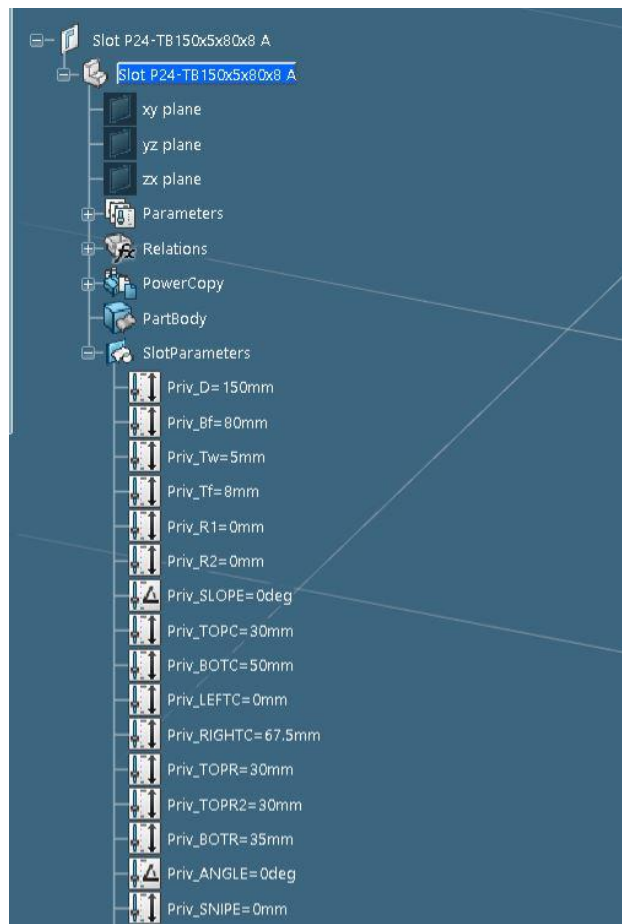 Slot P24-TB150x5x80x8 A
Slot P24-TB150x5x80x8 A
xy plane
yz plane
zx plane
Parameters
Relations
PowerCopy
PartBody
SlotParameters
Priv_D=150mm
Priv_Bf=80mm
Priv_Tw=5mm
Priv_Tf=8mm
Priv_R1=0mm
Priv_R2=0mm
Priv_SLOPE=0deg
Priv_TOPC=30mm
Priv_BOTC=50mm
Priv_LEFTC=0mm
Priv_RIGHTC=67.5mm
Priv_TOPR=30mm
Priv_TOPR2=30mm
Priv_BOTR=35mm
Priv_ANGLE=0deg
Priv_SNIPE=0mm